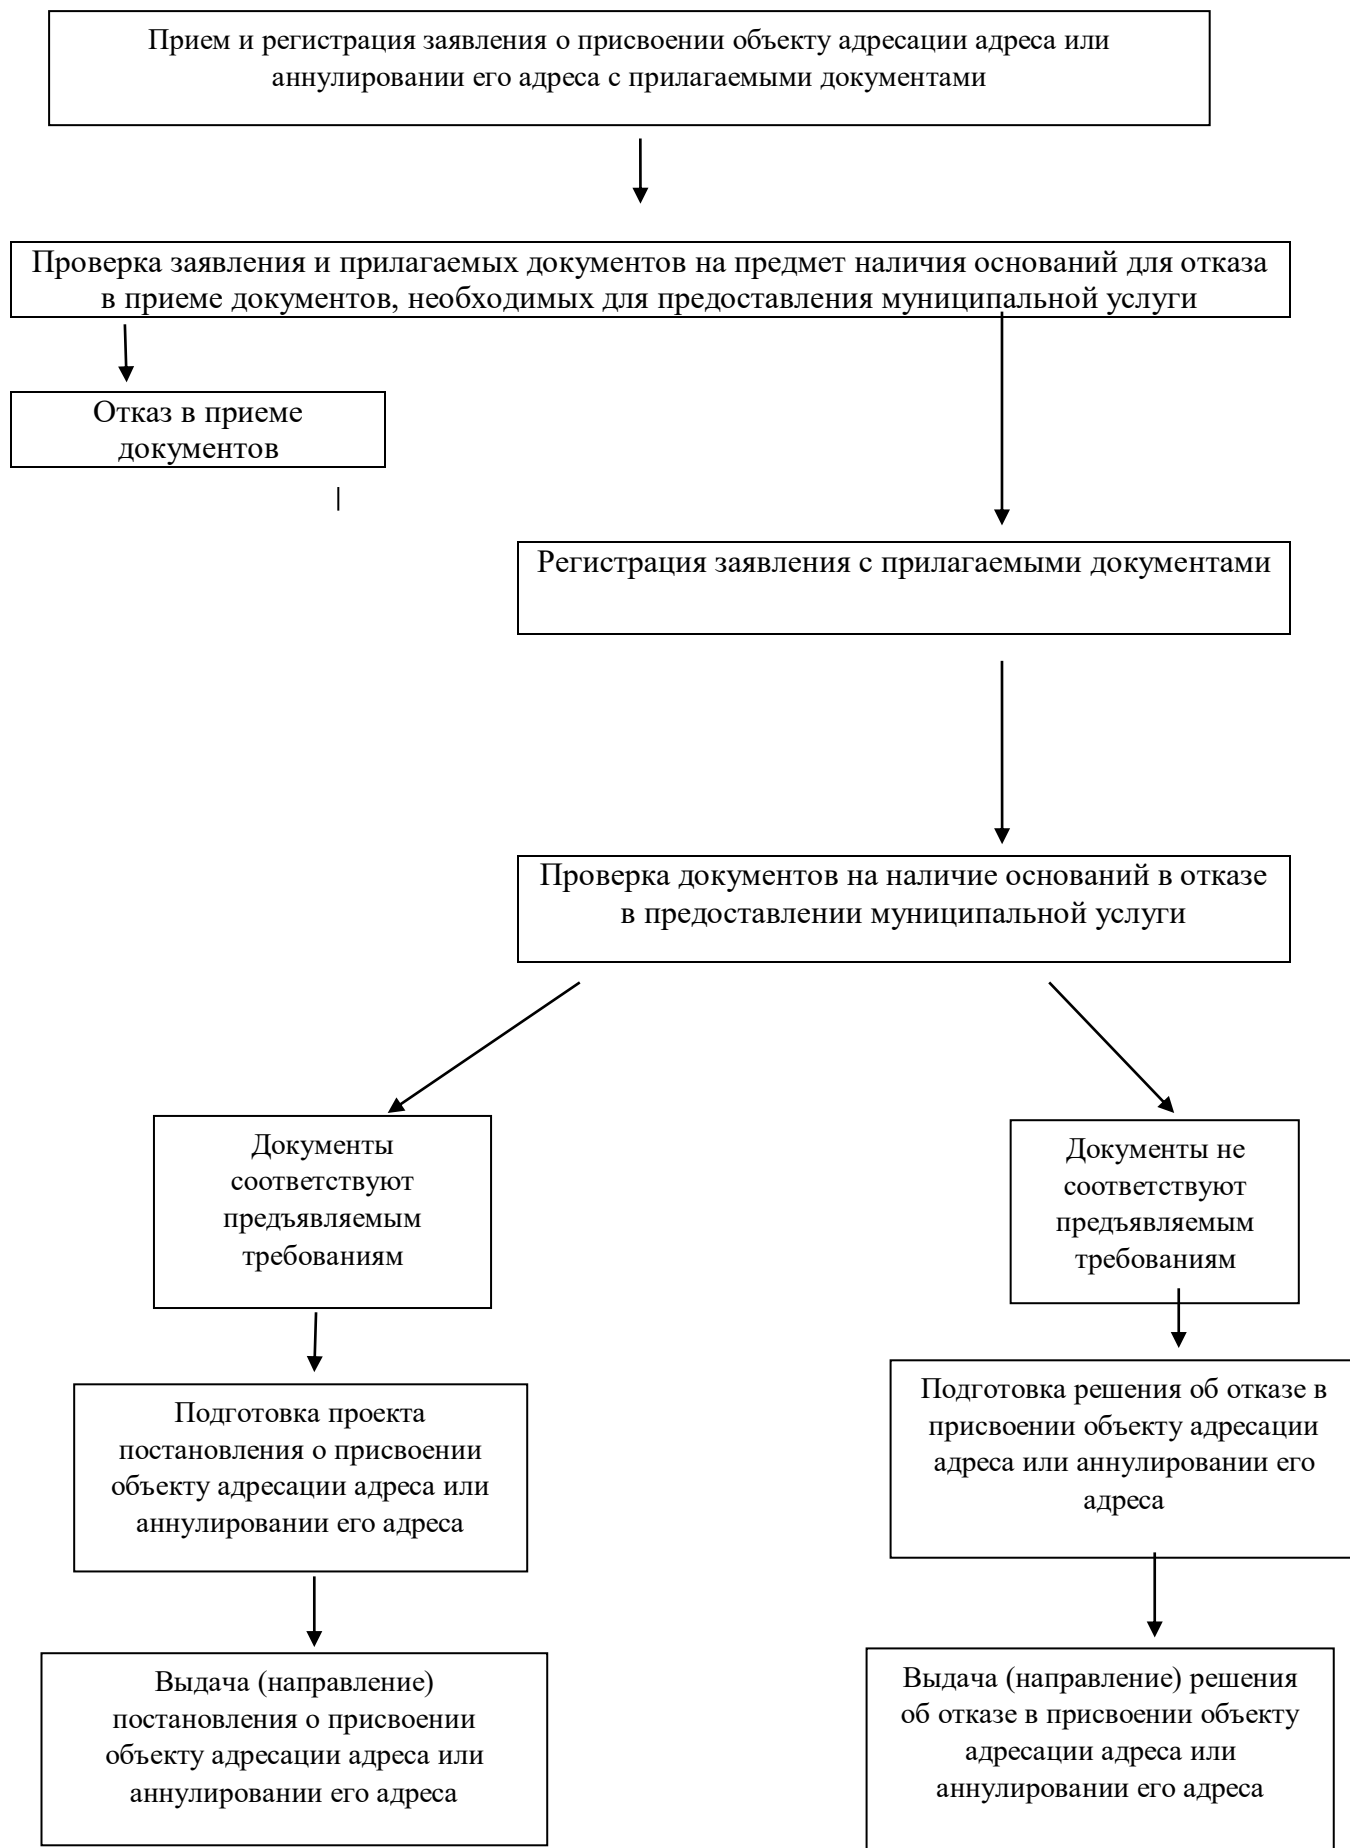 Прием и регистрация заявления о присвоении объекту адресации адреса или
аннулировании его адреса с прилагаемыми документами
Проверка заявления и прилагаемых документов на предмет наличия оснований для отказа
в приеме документов, необходимых для предоставления муниципальной услуги
Отказ в приеме
документов
Регистрация заявления с прилагаемыми документами
Проверка документов на наличие оснований в отказе
в предоставлении муниципальной услуги
Документы
соответствуют
предъявляемым
требованиям
Документы не
соответствуют
предъявляемым
требованиям
Подготовка проекта
постановления о присвоении
объекту адресации адреса или
аннулировании его адреса
Подготовка решения об отказе в
присвоении объекту адресации
адреса или аннулировании его
адреса
Выдача (направление)
постановления о присвоении
объекту адресации адреса или
аннулировании его адреса
Выдача (направление) решения
об отказе в присвоении объекту
адресации адреса или
аннулировании его адреса